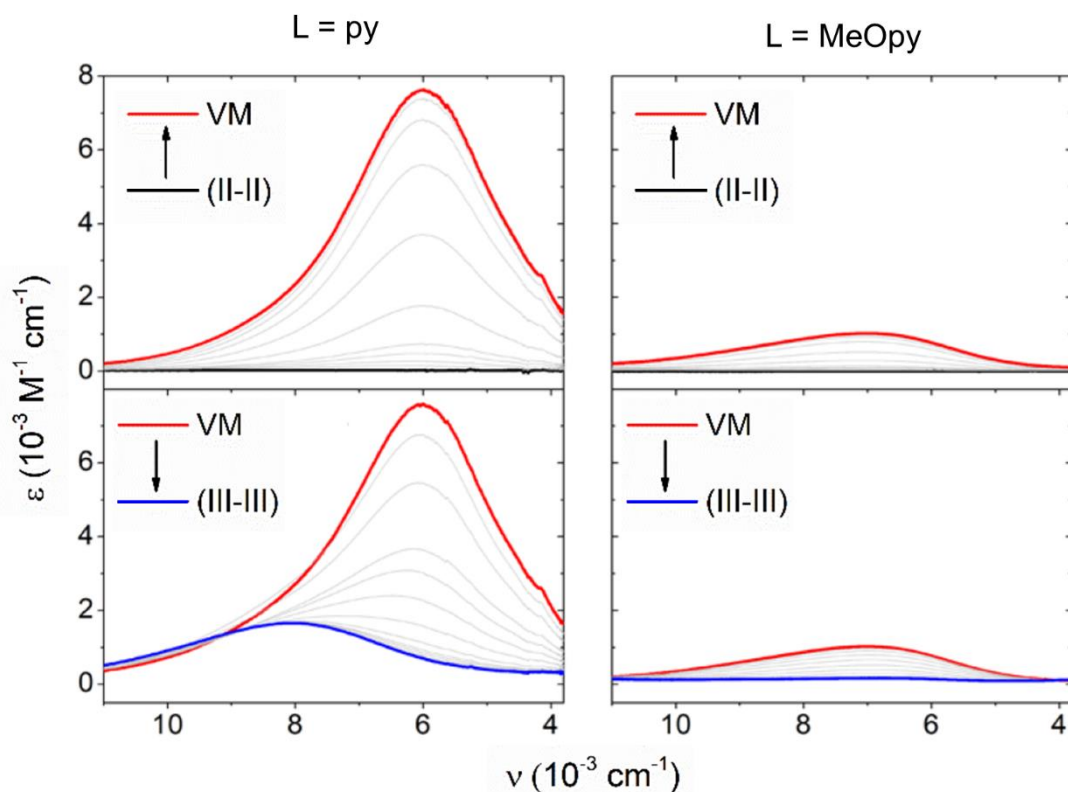 L = py
L = MeOpy
VM
(II-II)
VM
(II-II)
8
6
4
2
0
VM
(III-III)
VM
(III-III)
6
4
2
0
10 8 6 4
10 8 6 4
ε (10⁻³ M⁻¹ cm⁻¹)
ν (10⁻³ cm⁻¹)